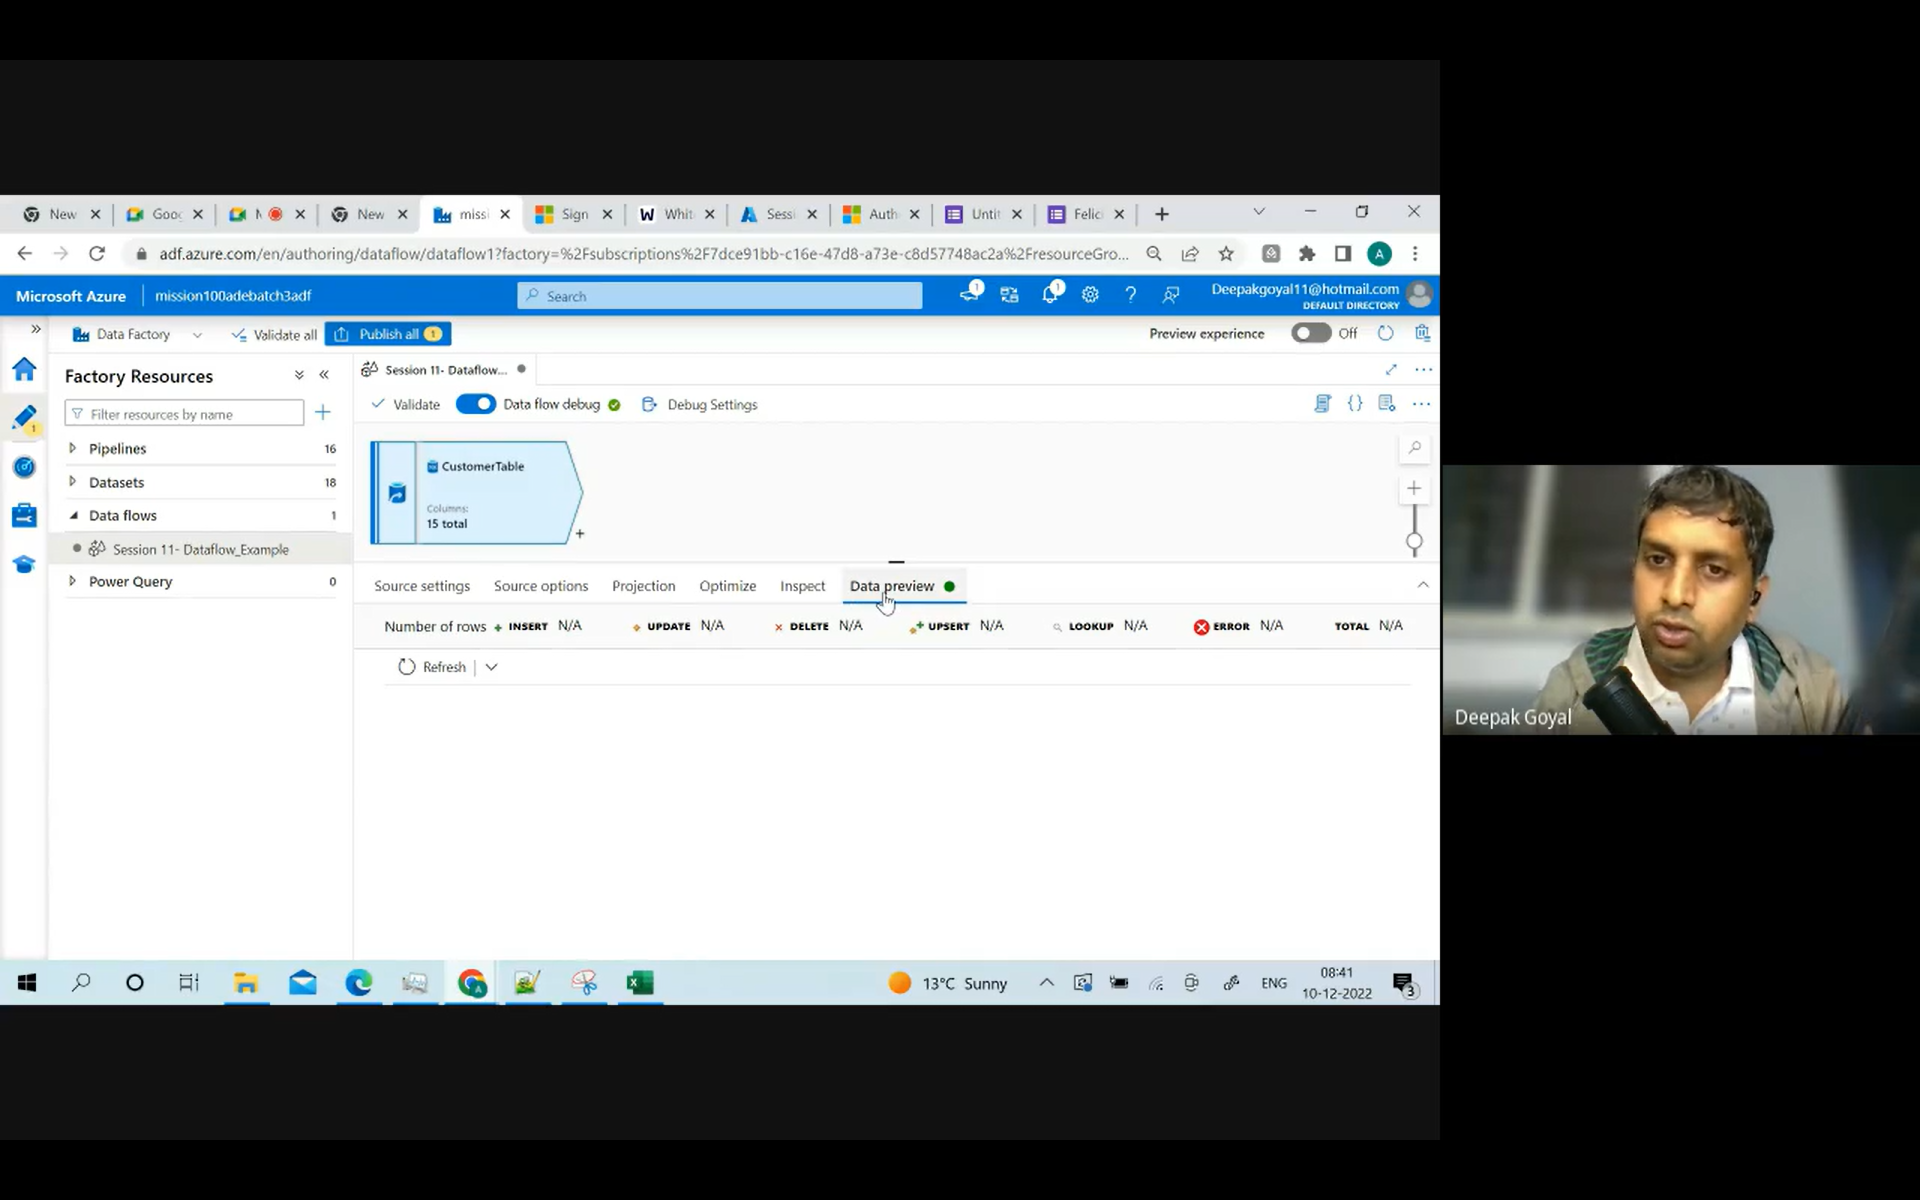 New
Goo
M
New
missi
Sign
Whit
Sessi
Auth
Untit
Felic
adf.azure.com/en/authoring/dataflow/dataflow1?factory=%2Fsubscriptions%2F7dce91bb-c16e-47d8-a73e-c8d57748ac2a%2FresourceGro...
A
Microsoft Azure
mission100adebatch3adf
Search
1
1
Deepakgoyal11@hotmail.com
DEFAULT DIRECTORY
Data Factory
Validate all
Publish all 1
Preview experience
Off
Factory Resources
Session 11- Dataflow...
Filter resources by name
Validate
Data flow debug
Debug Settings
1
Pipelines 16
Datasets 18
Data flows 1
Session 11- Dataflow_Example
Power Query 0
CustomerTable
Columns:
15 total
Source settings
Source options
Projection
Optimize
Inspect
Data preview
Number of rows
INSERT N/A
UPDATE N/A
DELETE N/A
UPSERT N/A
LOOKUP N/A
ERROR N/A
TOTAL N/A
Refresh
Deepak Goyal
13°C Sunny
ENG
08:41
10-12-2022
3